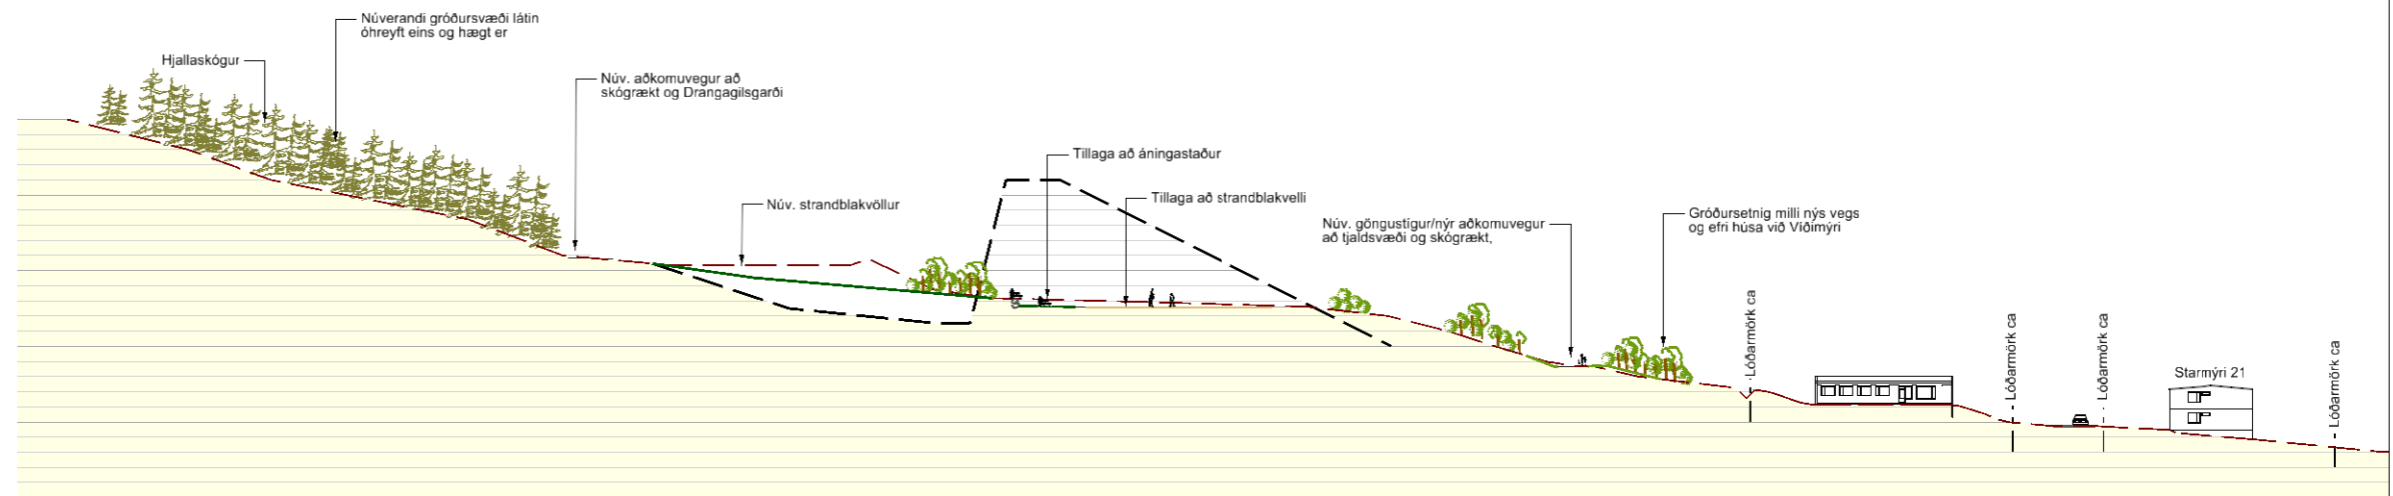 Núverandi gróðursvæði látin
óhreyft eins og hægt er
Hjallaskógur
Núv. aðkomuvegur að
skógrækt og Drangagilsgarði
Tillaga að áningastaður
Núv. strandblakvöllur
Tillaga að strandblakvelli
Núv. göngustígur/nýr aðkomuvegur
að tjaldsvæði og skógrækt,
Gróðursetnig milli nýs vegs
og efri húsa við Víðimýri
Lóðarmörk ca
Lóðarmörk ca
Lóðarmörk ca
Starmýri 21
Lóðarmörk ca